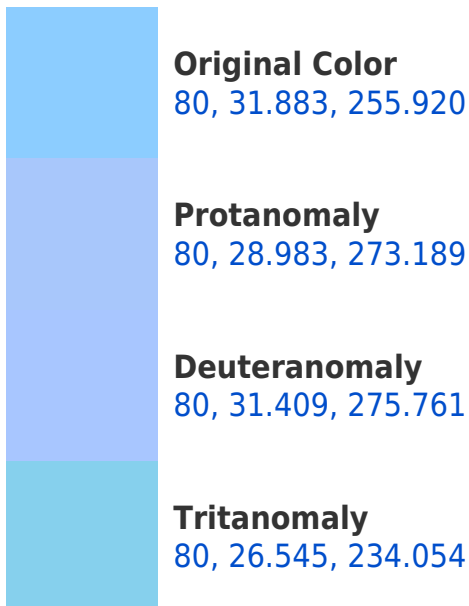 Original Color
80, 31.883, 255.920
Protanomaly
80, 28.983, 273.189
Deuteranomaly
80, 31.409, 275.761
Tritanomaly
80, 26.545, 234.054